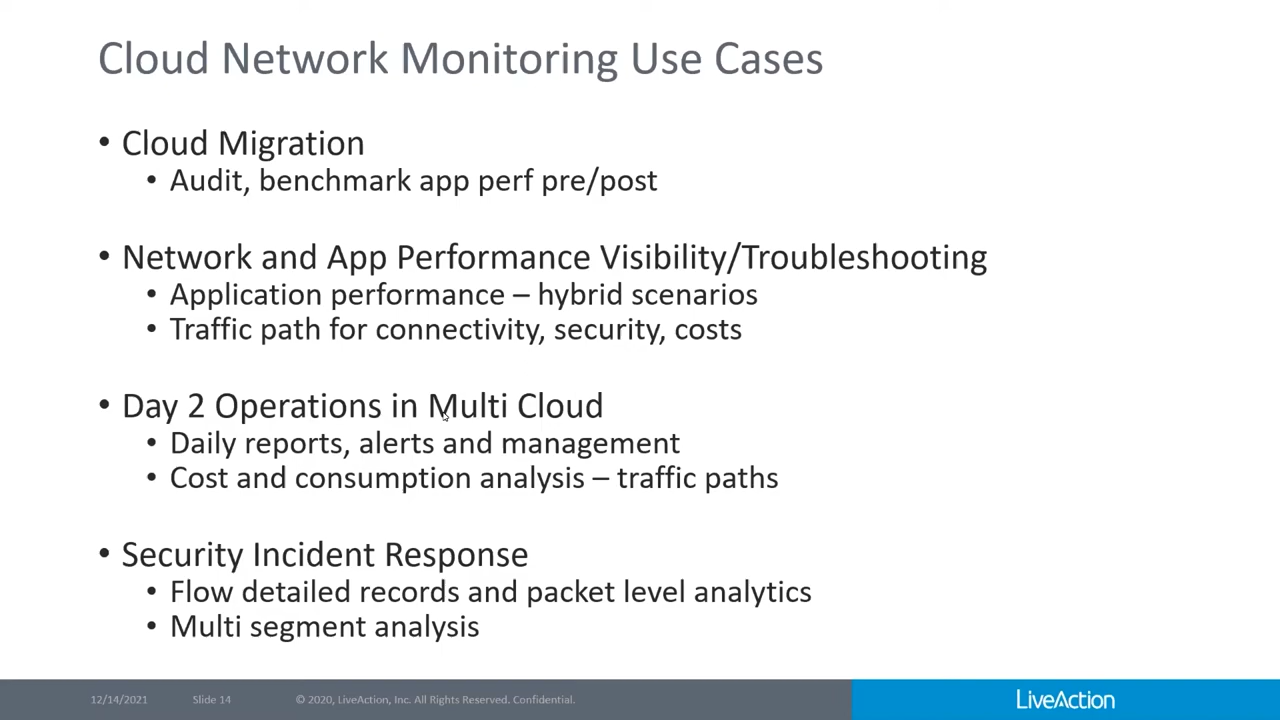 Cloud Network Monitoring Use Cases
• Cloud Migration
• Audit, benchmark app perf pre/post
• Network and App Performance Visibility/Troubleshooting
• Application performance – hybrid scenarios
• Traffic path for connectivity, security, costs
• Day 2 Operations in Multi Cloud
• Daily reports, alerts and management
• Cost and consumption analysis – traffic paths
• Security Incident Response
• Flow detailed records and packet level analytics
• Multi segment analysis
12/14/2021 Slide 14 © 2020, LiveAction, Inc. All Rights Reserved. Confidential. LiveAction